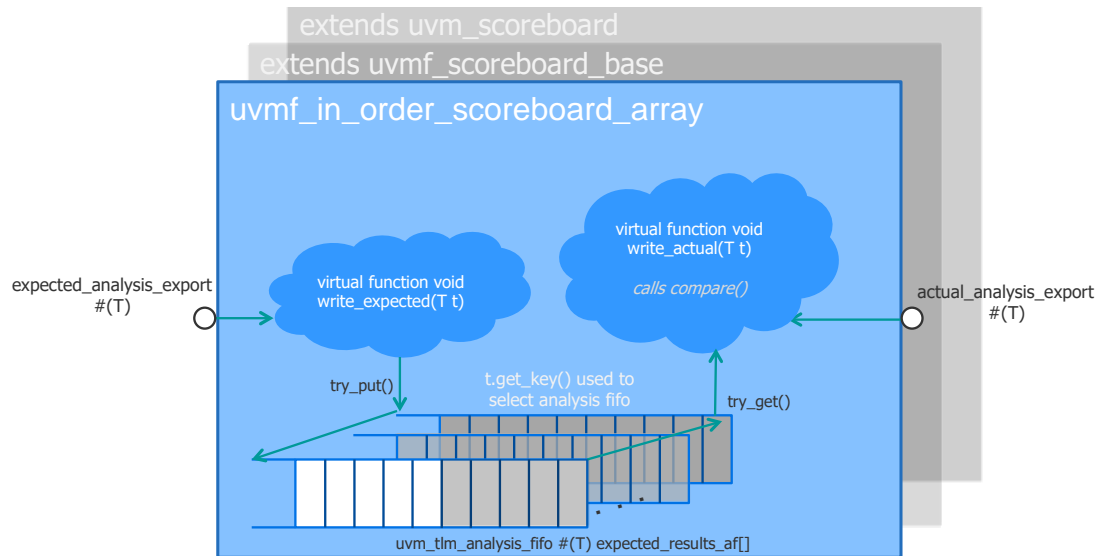 extends uvm_scoreboard
extends uvmf_scoreboard_base
uvmf_in_order_scoreboard_array
virtual function void
write_actual(T t)
calls compare()
virtual function void
write_expected(T t)
expected_analysis_export
#(T)
actual_analysis_export
#(T)
try_put()
t.get_key() used to
select analysis fifo
try_get()
uvm_tlm_analysis_fifo #(T) expected_results_af[]